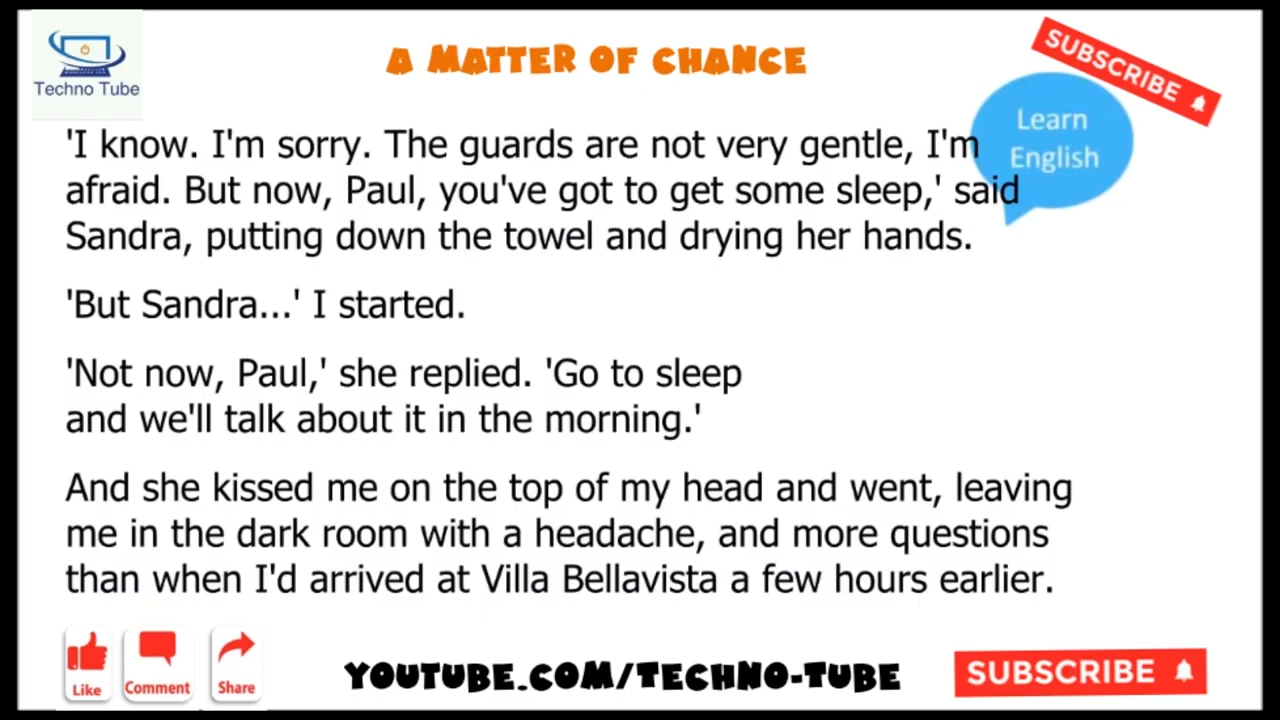 Techno Tube
A MATTER OF CHANCE
SUBSCRIBE
Learn
English
'I know. I'm sorry. The guards are not very gentle, I'm
afraid. But now, Paul, you've got to get some sleep,' said
Sandra, putting down the towel and drying her hands.
'But Sandra...' I started.
'Not now, Paul,' she replied. 'Go to sleep
and we'll talk about it in the morning.'
And she kissed me on the top of my head and went, leaving
me in the dark room with a headache, and more questions
than when I'd arrived at Villa Bellavista a few hours earlier.
Like
Comment
Share
YOUTUBE.COM/TECHNO-TUBE
SUBSCRIBE